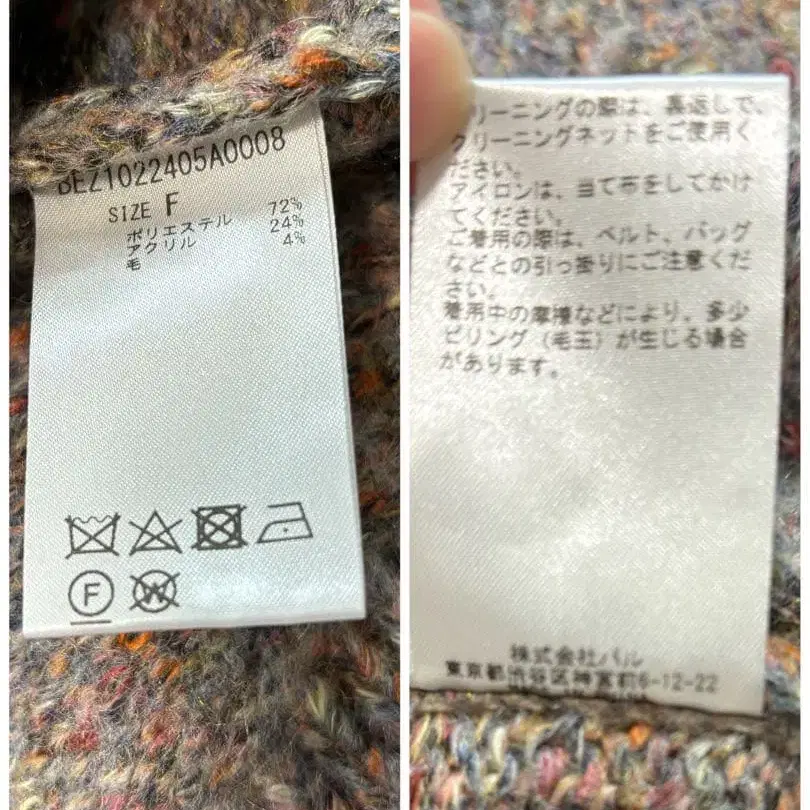 BEZ1022405A0008
SIZE F
ポリエステル 72%
アクリル 24%
毛 4%
F
W
クリーニングの際は、裏返しで、
クリーニングネットをご使用く
ださい。
アイロンは、当て布をしてかけ
てください。
ご着用の際は、ベルト、バッグ
などとの引っ掛りにご注意くだ
さい。
着用中の摩擦などにより、多少
ピリング（毛玉）が生じる場合
があります。
株式会社パル
東京都渋谷区神宮前6-12-22